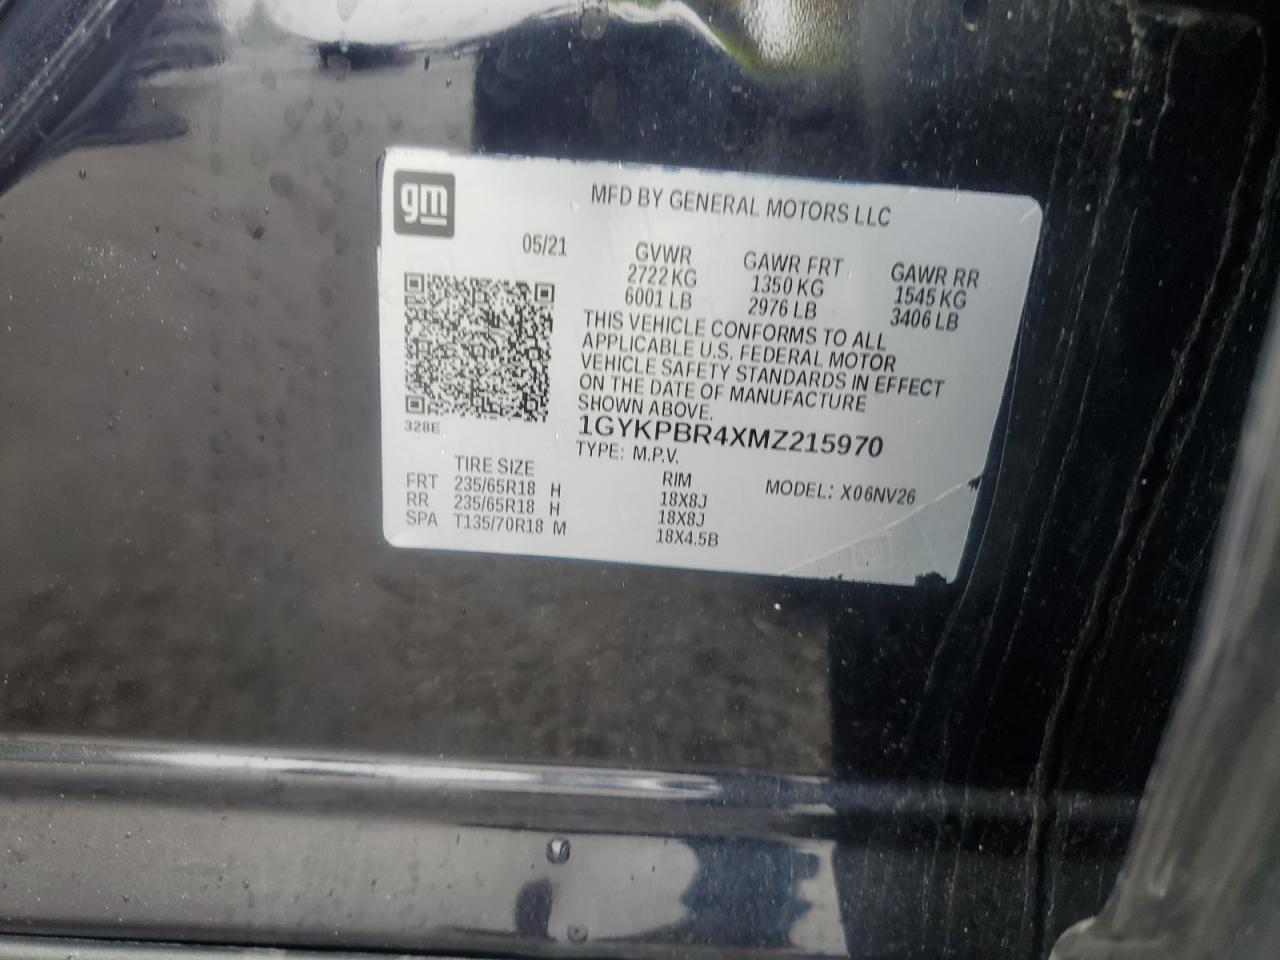 gm
MFD BY GENERAL MOTORS LLC
05/21
GVWR
2722 KG
6001 LB
GAWR FRT
1350 KG
2976 LB
GAWR RR
1545 KG
3406 LB
THIS VEHICLE CONFORMS TO ALL
APPLICABLE U.S. FEDERAL MOTOR
VEHICLE SAFETY STANDARDS IN EFFECT
ON THE DATE OF MANUFACTURE
SHOWN ABOVE.
328E
1GYKPBR4XMZ215970
TYPE: M.P.V.
TIRE SIZE RIM MODEL: X06NV26
FRT 235/65R18 H 18X8J
RR 235/65R18 H 18X8J
SPA T135/70R18 M 18X4.5B
gm